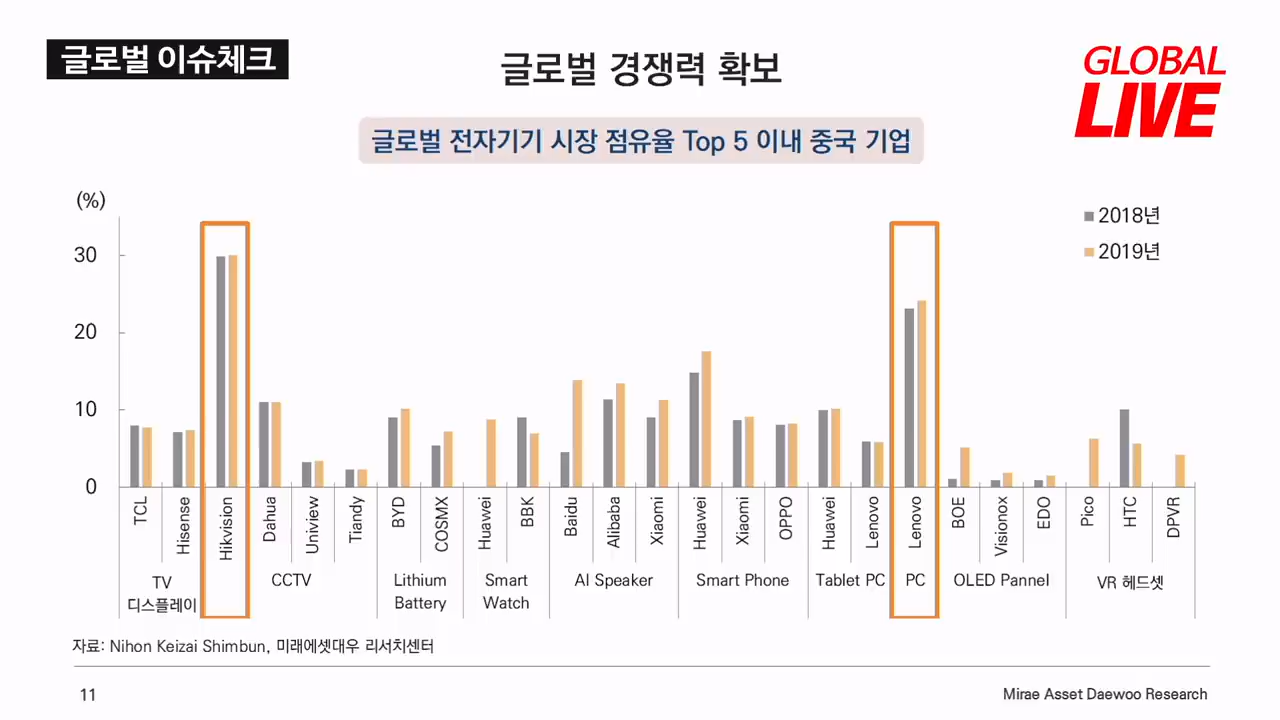 글로벌 이슈체크
글로벌 경쟁력 확보
GLOBAL
LIVE
글로벌 전자기기 시장 점유율 Top 5 이내 중국 기업
(%)
2018년
2019년
30
20
10
0
TCL
Hisense
Hikvision
Dahua
Uniview
Tiandy
BYD
COSMX
Huawei
BBK
Baidu
Alibaba
Xiaomi
Huawei
Xiaomi
OPPO
Huawei
Lenovo
Lenovo
BOE
Visionox
EDO
Pico
HTC
DPVR
TV
디스플레이
CCTV
Lithium
Battery
Smart
Watch
AI Speaker
Smart Phone
Tablet PC
PC
OLED Pannel
VR 헤드셋
자료: Nihon Keizai Shimbun, 미래에셋대우 리서치센터
11
Mirae Asset Daewoo Research